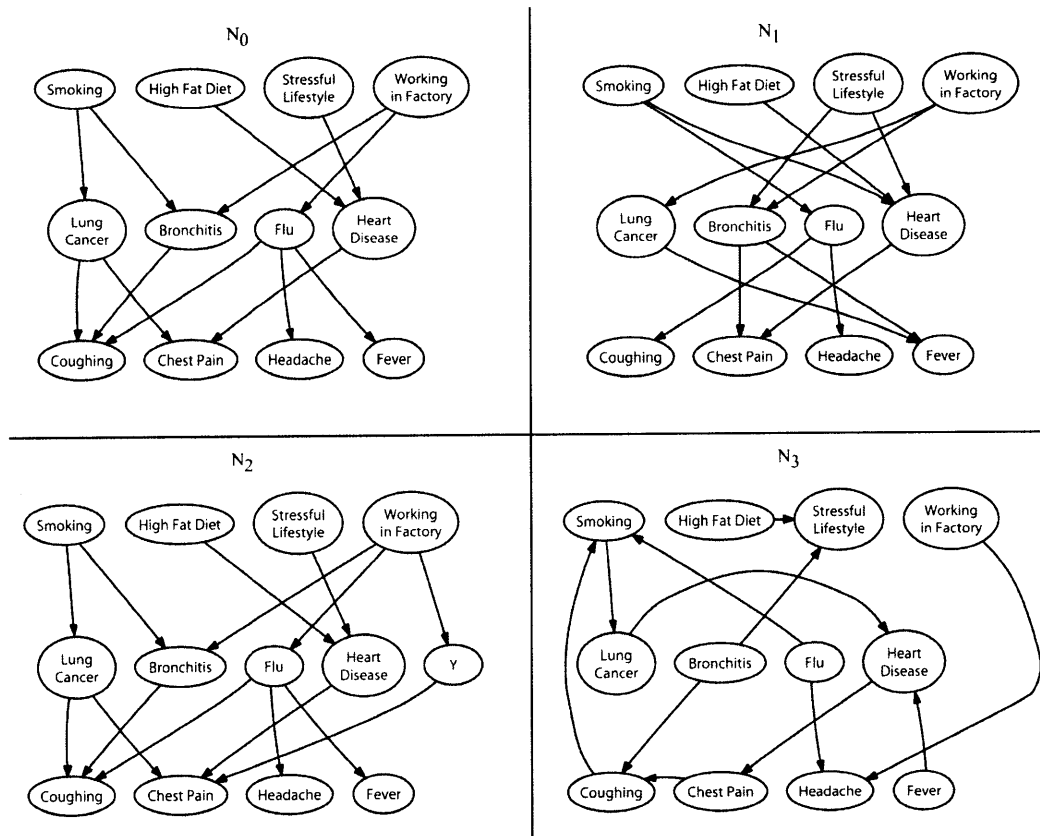 N0
Smoking
High Fat Diet
Stressful
Lifestyle
Working
in Factory
Lung
Cancer
Bronchitis
Flu
Heart
Disease
Coughing
Chest Pain
Headache
Fever
N1
Smoking
High Fat Diet
Stressful
Lifestyle
Working
in Factory
Lung
Cancer
Bronchitis
Flu
Heart
Disease
Coughing
Chest Pain
Headache
Fever
N2
Smoking
High Fat Diet
Stressful
Lifestyle
Working
in Factory
Lung
Cancer
Bronchitis
Flu
Heart
Disease
Y
Coughing
Chest Pain
Headache
Fever
N3
Smoking
High Fat Diet
Stressful
Lifestyle
Working
in Factory
Lung
Cancer
Bronchitis
Flu
Heart
Disease
Coughing
Chest Pain
Headache
Fever